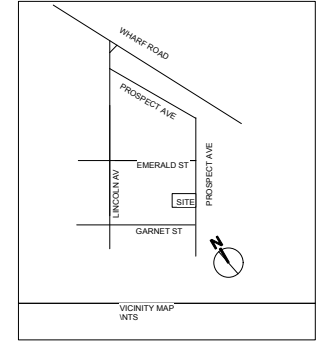 WHARF ROAD
PROSPECT AVE
EMERALD ST
LINCOLN AV
PROSPECT AVE
SITE
GARNET ST
N
VICINITY MAP
\NTS